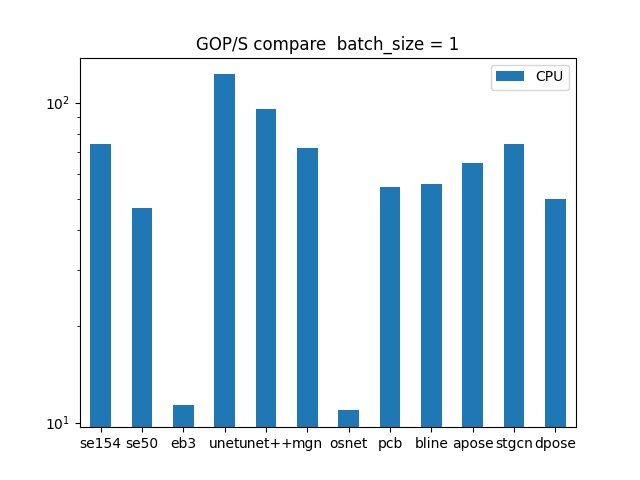 GOP/S compare  batch_size = 1
CPU
10²
10¹
se154 se50 eb3 unet unet++ mgn osnet pcb bline apose stgcn dpose